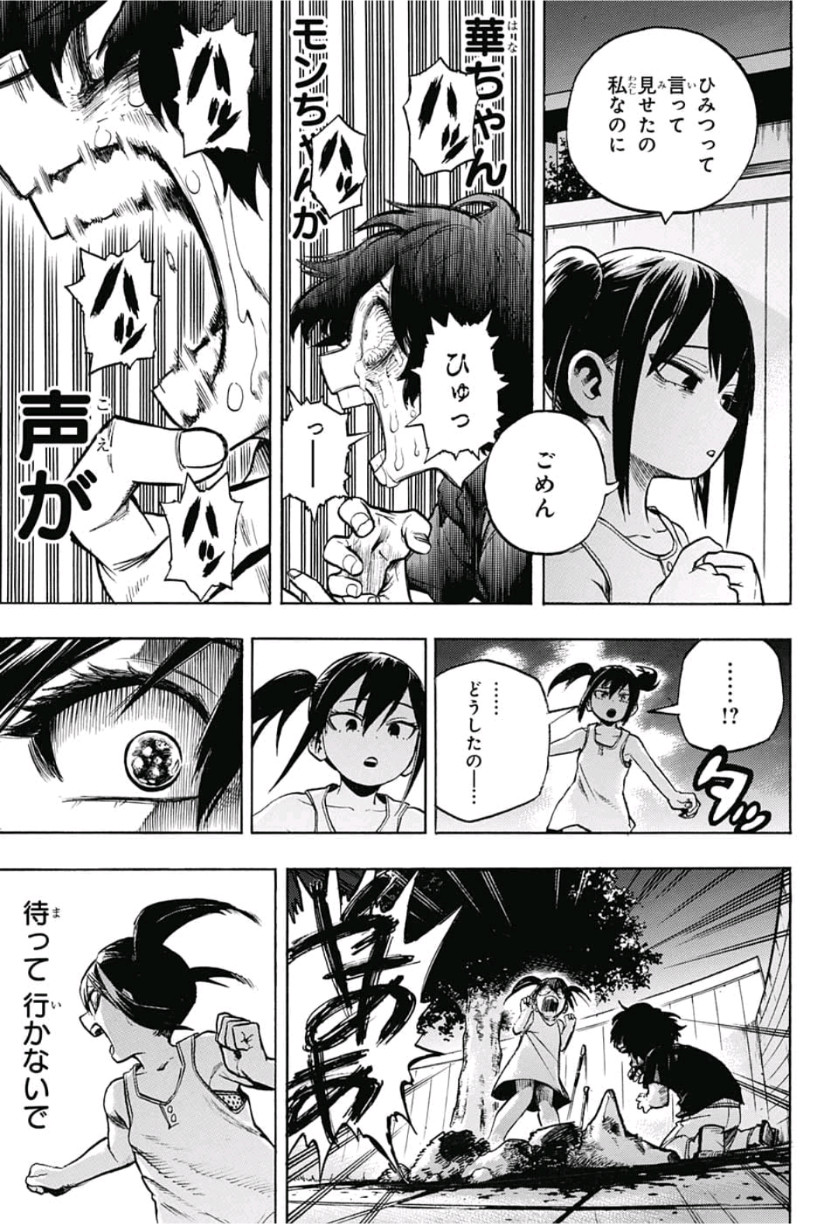 ひみつって
言って
見せたの
私なのに
ごめん
華ちゃん
モンちゃんが
ひゅっ
っ——
ハッ
ハッ
ハッ
ハッ
ハッ
声が
……!?
……
どうしたの—…
タッ
待って 行かないで